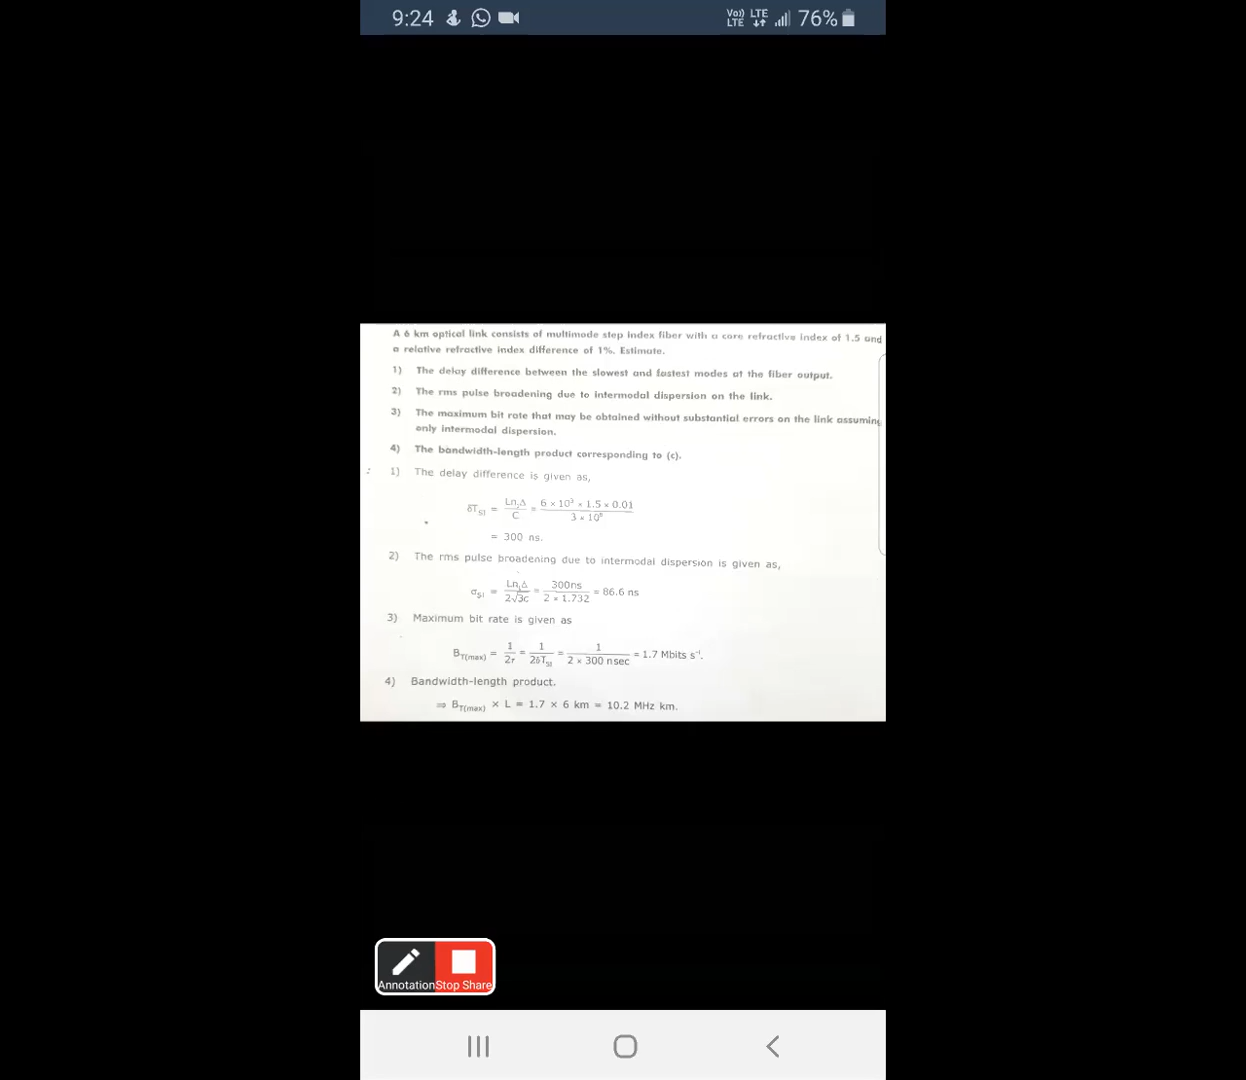 9:24 Vo)) LTE LTE 76%
A 6 km optical link consists of multimode step index fiber with a core refractive index of 1.5 and
a relative refractive index difference of 1%. Estimate.
1) The delay difference between the slowest and fastest modes at the fiber output.
2) The rms pulse broadening due to intermodal dispersion on the link.
3) The maximum bit rate that may be obtained without substantial errors on the link assuming
only intermodal dispersion.
4) The bandwidth-length product corresponding to (c).
: 1) The delay difference is given as,
δT_SI = Ln₁Δ / C = 6 × 10³ × 1.5 × 0.01 / 3 × 10⁸
= 300 ns.
2) The rms pulse broadening due to intermodal dispersion is given as,
σ_SI = Ln₁Δ / 2√3c = 300ns / 2 × 1.732 = 86.6 ns
3) Maximum bit rate is given as
B_T(max) = 1 / 2τ = 1 / 2δT_SI = 1 / 2 × 300 nsec = 1.7 Mbits s⁻¹.
4) Bandwidth-length product.
⇒ B_T(max) × L = 1.7 × 6 km = 10.2 MHz km.
Annotation Stop Share